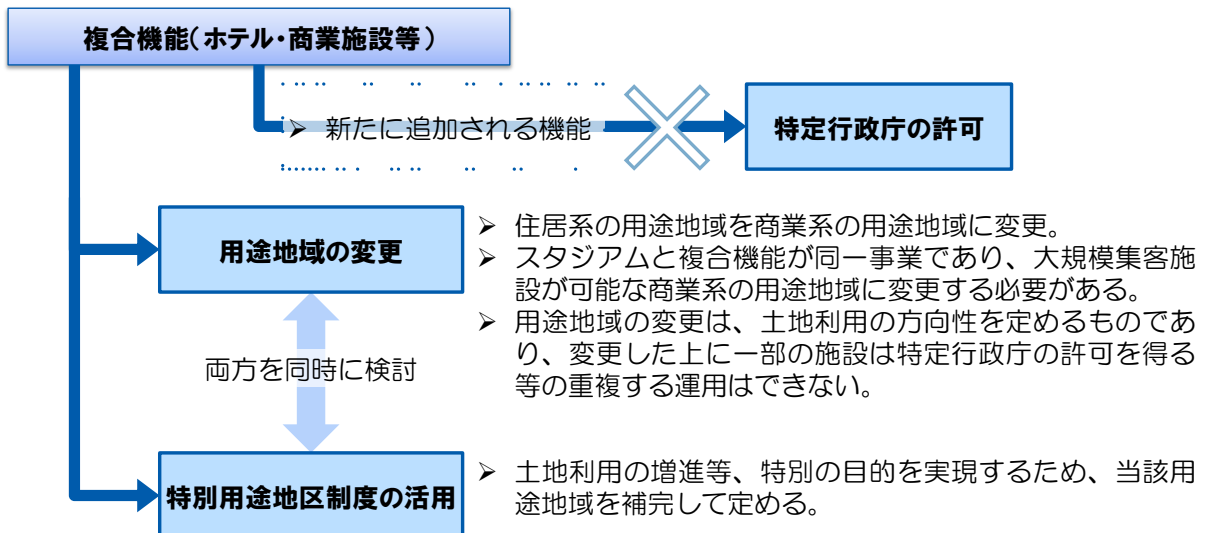 複合機能(ホテル・商業施設等)
➢ 新たに追加される機能
特定行政庁の許可
用途地域の変更
➢ 住居系の用途地域を商業系の用途地域に変更。
➢ スタジアムと複合機能が同一事業であり、大規模集客施
設が可能な商業系の用途地域に変更する必要がある。
➢ 用途地域の変更は、土地利用の方向性を定めるものであ
り、変更した上に一部の施設は特定行政庁の許可を得る
等の重複する運用はできない。
両方を同時に検討
特別用途地区制度の活用
➢ 土地利用の増進等、特別の目的を実現するため、当該用
途地域を補完して定める。